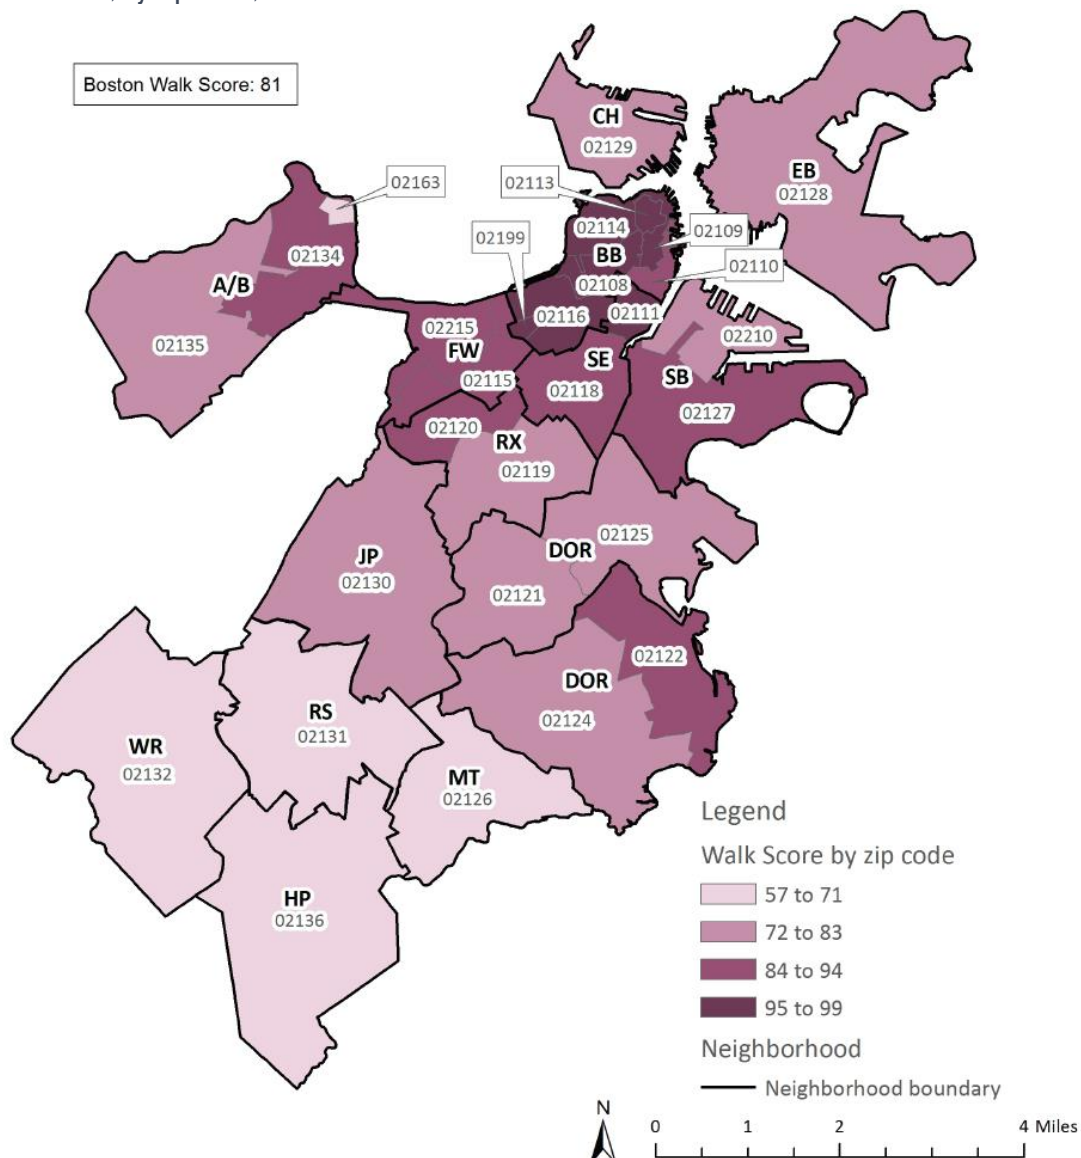 Boston Walk Score: 81
CH
02129
EB
02128
02163
02113
02114
02109
02199
BB
02134
02110
A/B
02108
02116
02111
02135
02215
02210
FW
SE
SB
02115
02118
02127
02120
RX
02119
02125
JP
DOR
02130
02121
02122
DOR
RS
02124
02131
WR
02132
MT
02126
HP
02136
Legend
Walk Score by zip code
57 to 71
72 to 83
84 to 94
95 to 99
Neighborhood
Neighborhood boundary
N
0 1 2 4 Miles